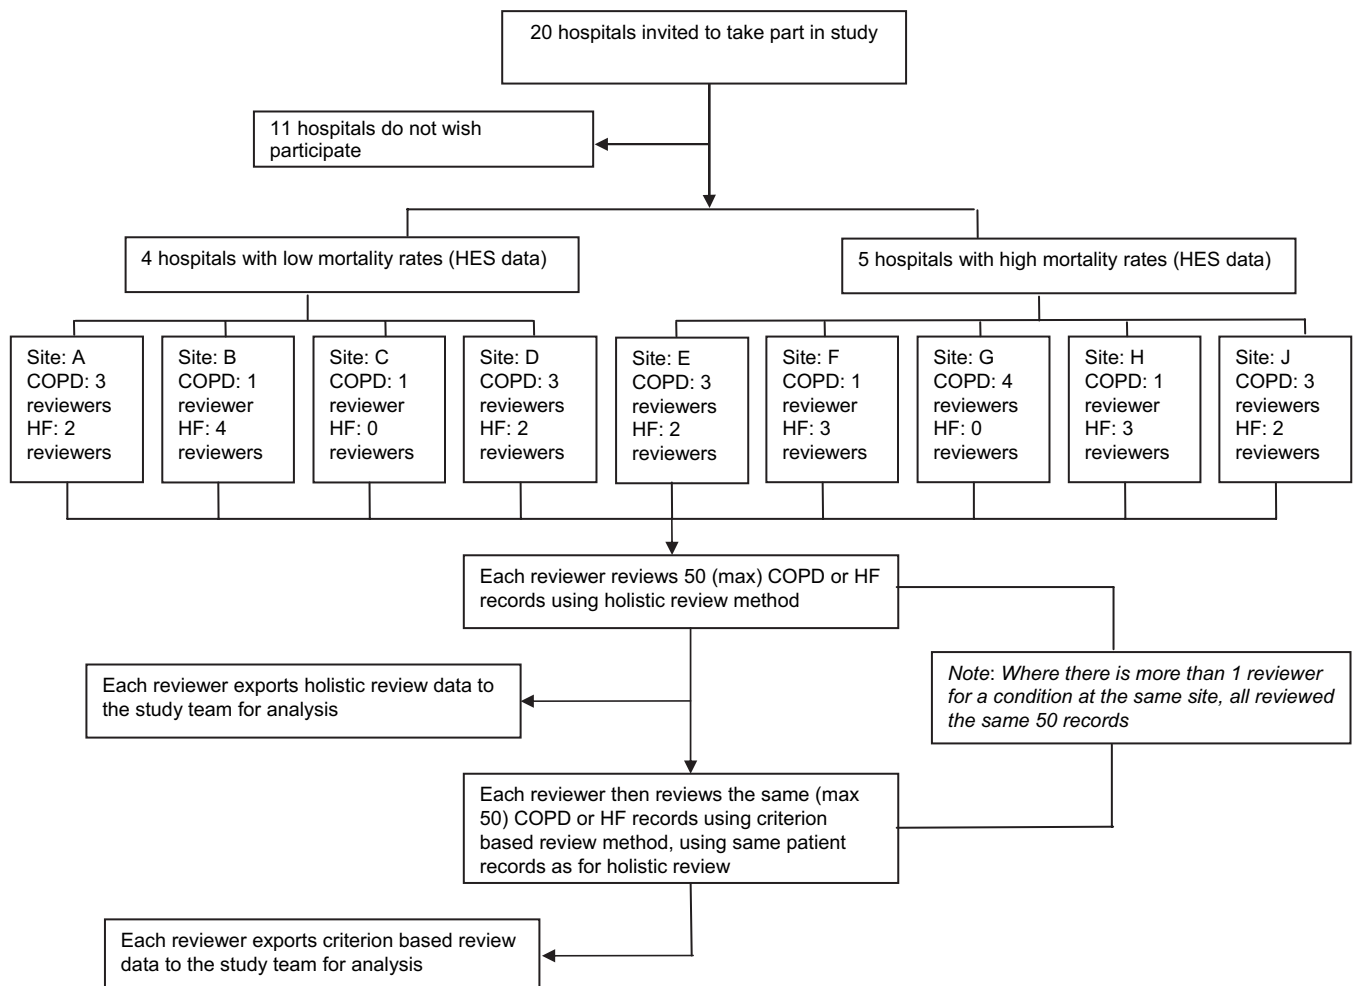 20 hospitals invited to take part in study
11 hospitals do not wish
participate
4 hospitals with low mortality rates (HES data)
5 hospitals with high mortality rates (HES data)
Site: A
COPD: 3
reviewers
HF: 2
reviewers
Site: B
COPD: 1
reviewer
HF: 4
reviewers
Site: C
COPD: 1
reviewer
HF: 0
reviewers
Site: D
COPD: 3
reviewers
HF: 2
reviewers
Site: E
COPD: 3
reviewers
HF: 2
reviewers
Site: F
COPD: 1
reviewer
HF: 3
reviewers
Site: G
COPD: 4
reviewers
HF: 0
reviewers
Site: H
COPD: 1
reviewer
HF: 3
reviewers
Site: J
COPD: 3
reviewers
HF: 2
reviewers
Each reviewer reviews 50 (max) COPD or HF
records using holistic review method
Each reviewer exports holistic review data to
the study team for analysis
Note: Where there is more than 1 reviewer
for a condition at the same site, all reviewed
the same 50 records
Each reviewer then reviews the same (max
50) COPD or HF records using criterion
based review method, using same patient
records as for holistic review
Each reviewer exports criterion based review
data to the study team for analysis